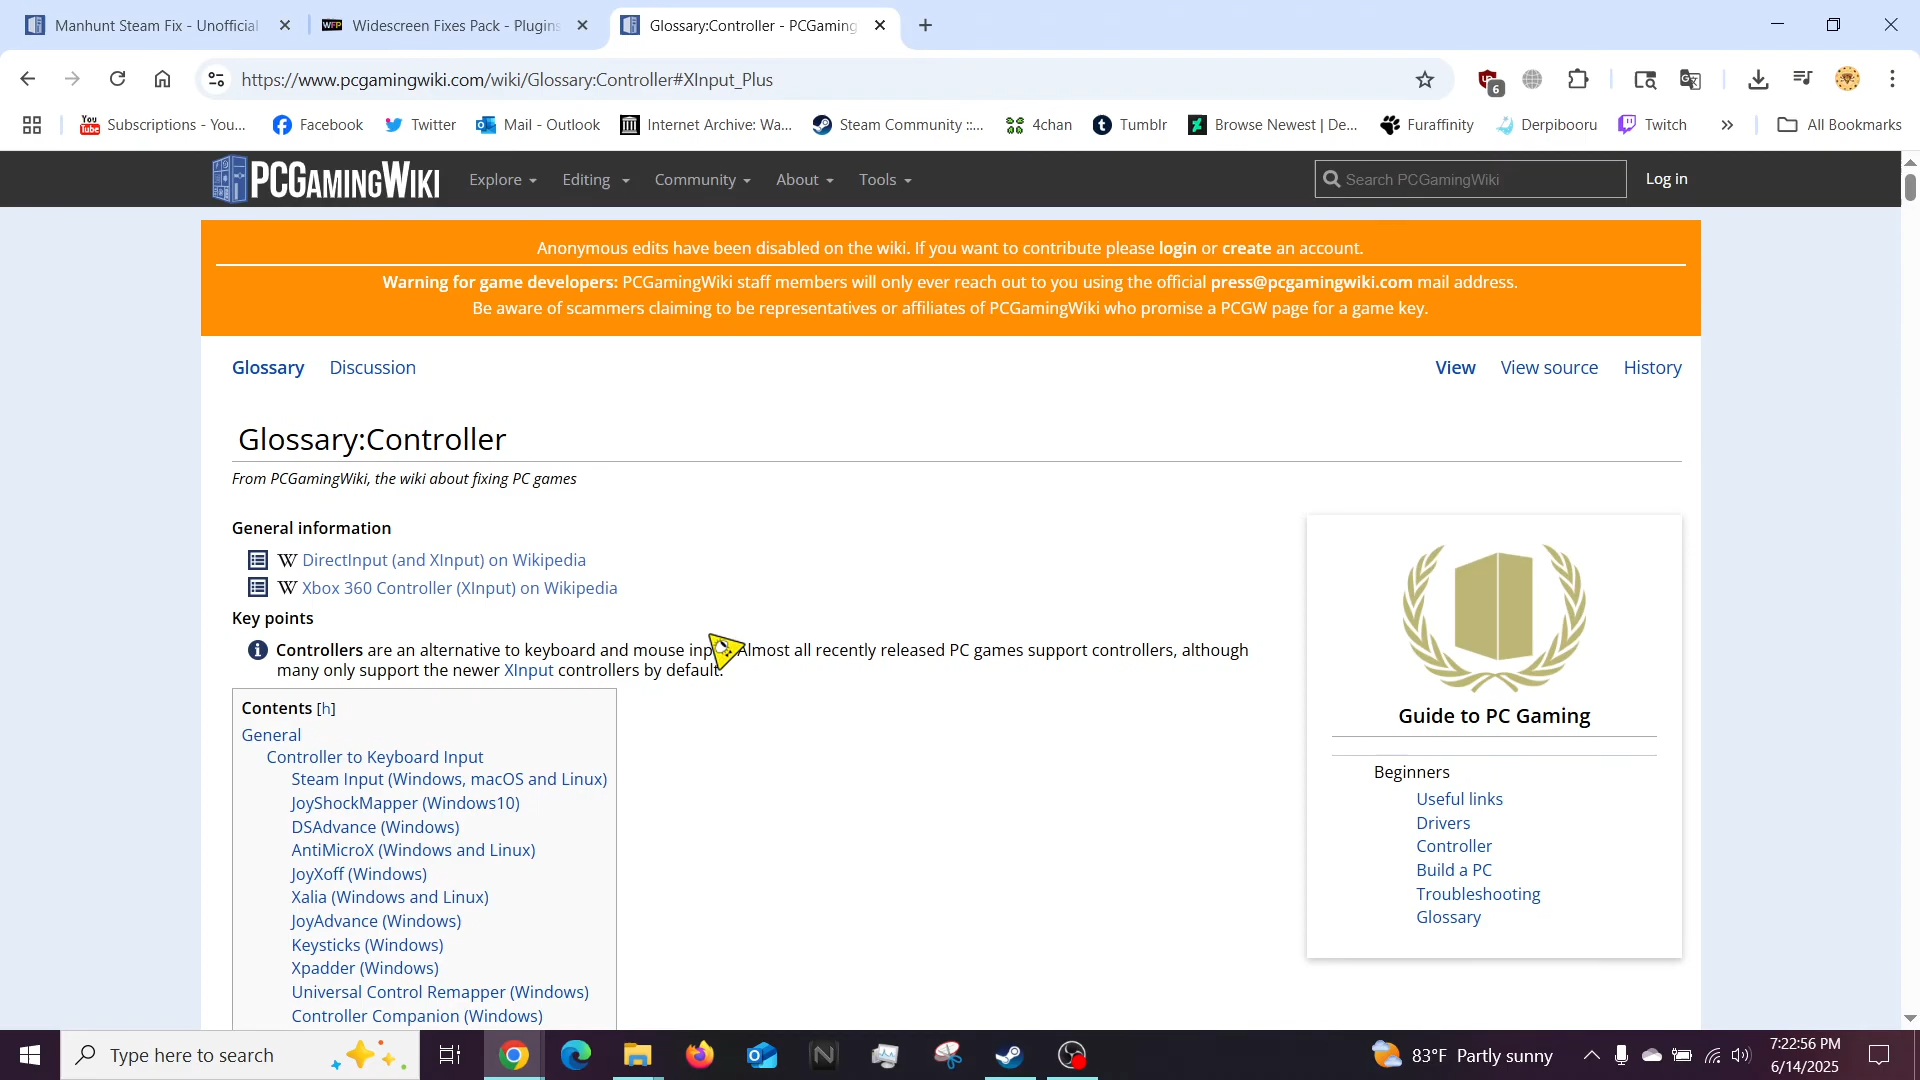 Manhunt Steam Fix - Unofficial
Widescreen Fixes Pack - Plugins
Glossary:Controller - PCGaming
https://www.pcgamingwiki.com/wiki/Glossary:Controller#XInput_Plus
6
Subscriptions - You...
Facebook
Twitter
Mail - Outlook
Internet Archive: Wa...
Steam Community ::...
4chan
Tumblr
Browse Newest | De...
Furaffinity
Derpibooru
Twitch
All Bookmarks
PCGamingWiki
Explore
Editing
Community
About
Tools
Search PCGamingWiki
Log in
Anonymous edits have been disabled on the wiki. If you want to contribute please login or create an account.
Warning for game developers: PCGamingWiki staff members will only ever reach out to you using the official press@pcgamingwiki.com mail address.
Be aware of scammers claiming to be representatives or affiliates of PCGamingWiki who promise a PCGW page for a game key.
Glossary
Discussion
View
View source
History
Glossary:Controller
From PCGamingWiki, the wiki about fixing PC games
General information
W DirectInput (and XInput) on Wikipedia
W Xbox 360 Controller (XInput) on Wikipedia
Key points
Controllers are an alternative to keyboard and mouse Almost all recently released PC games support controllers, although
many only support the newer XInput controllers by default.
Contents [h]
General
Controller to Keyboard Input
Steam Input (Windows, macOS and Linux)
JoyShockMapper (Windows10)
DSAdvance (Windows)
AntiMicroX (Windows and Linux)
JoyXoff (Windows)
Xalia (Windows and Linux)
JoyAdvance (Windows)
Keysticks (Windows)
Xpadder (Windows)
Universal Control Remapper (Windows)
Controller Companion (Windows)
Guide to PC Gaming
Beginners
Useful links
Drivers
Controller
Build a PC
Troubleshooting
Glossary
Type here to search
83°F Partly sunny
7:22:56 PM
6/14/2025